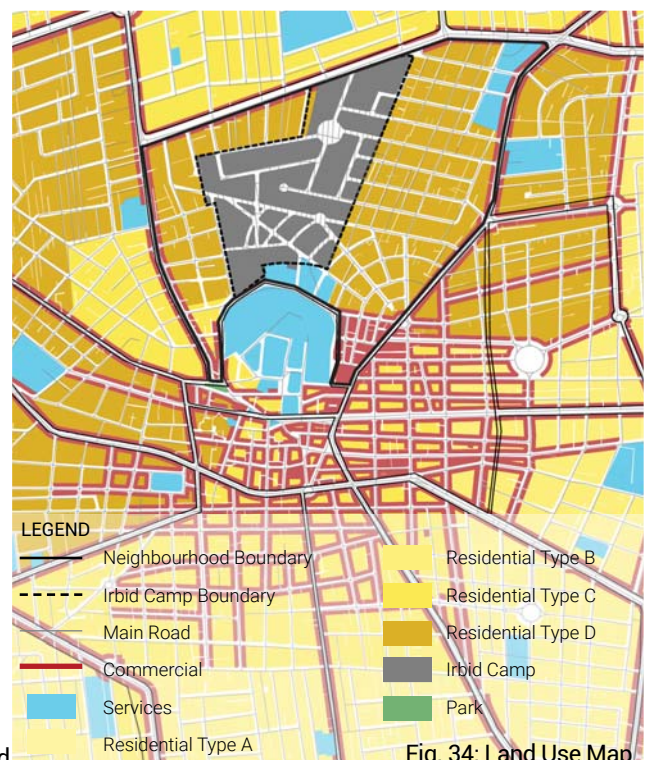 LEGEND
Neighbourhood Boundary
Irbid Camp Boundary
Main Road
Commercial
Services
Residential Type A
Residential Type B
Residential Type C
Residential Type D
Irbid Camp
Park
Fig. 34: Land Use Map